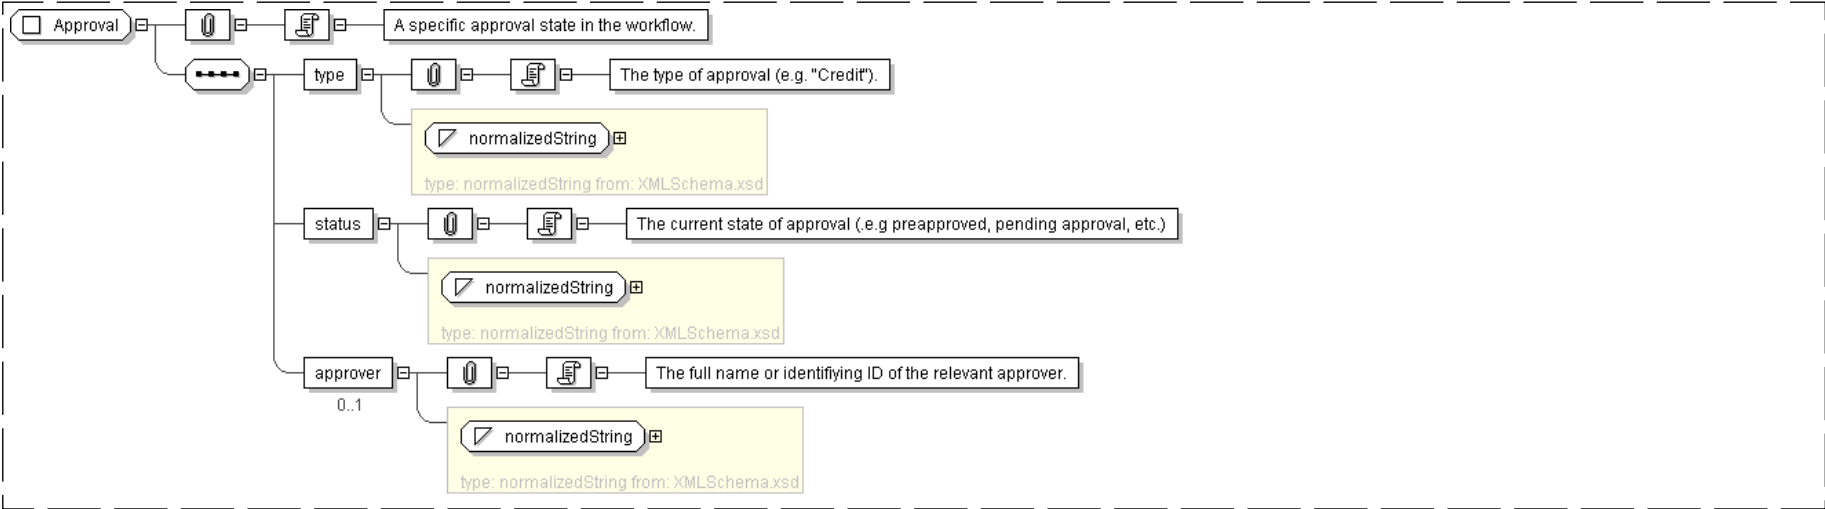 Approval A specific approval state in the workflow.
type The type of approval (e.g. "Credit").
normalizedString
type: normalizedString from: XMLSchema.xsd
status The current state of approval (.e.g preapproved, pending approval, etc.)
normalizedString
type: normalizedString from: XMLSchema.xsd
approver The full name or identifiying ID of the relevant approver.
0..1
normalizedString
type: normalizedString from: XMLSchema.xsd